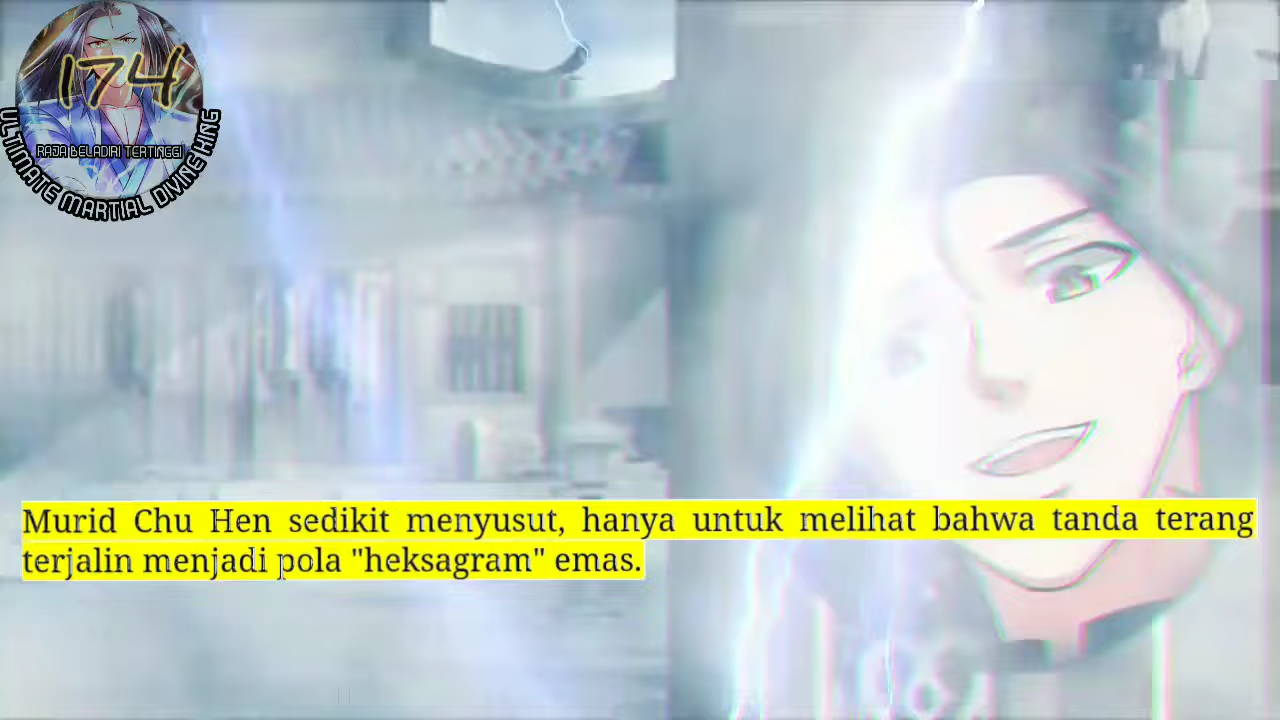 174
RAJA BELADIRI TERTINGGI
ULTIMATE MARTIAL DIVINE KING
Murid Chu Hen sedikit menyusut, hanya untuk melihat bahwa tanda terang
terjalin menjadi pola "heksagram" emas.